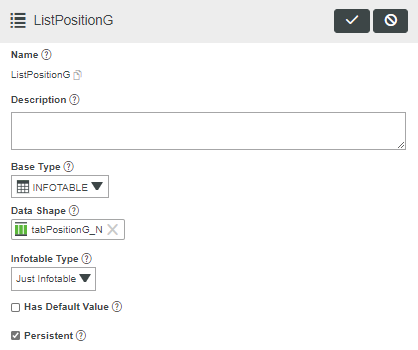 ListPositionG
Name ?
ListPositionG
Description ?
Base Type ?
INFOTABLE
Data Shape ?
tabPositionG_N
Infotable Type ?
Just Infotable
Has Default Value ?
Persistent ?